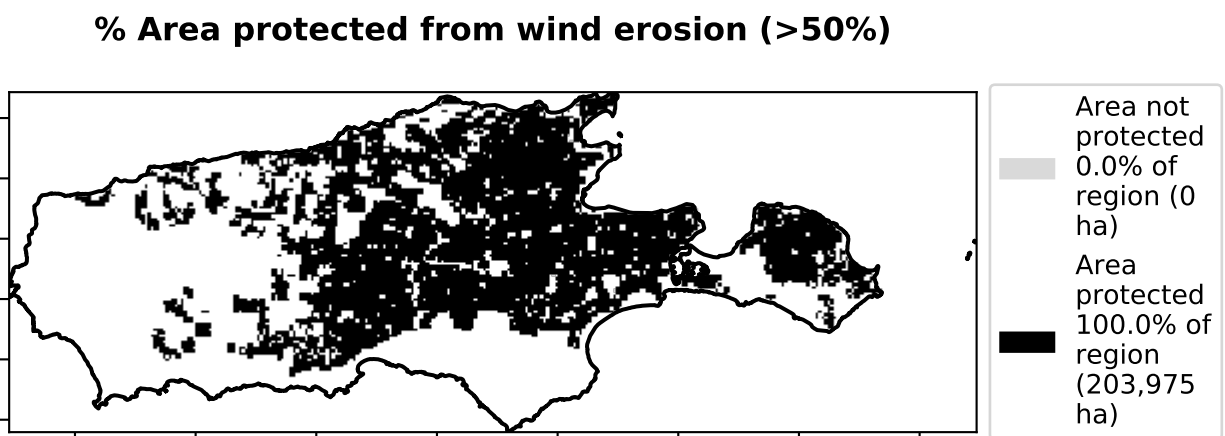 % Area protected from wind erosion (>50%)
Area not
protected
0.0% of
region (0
ha)
Area
protected
100.0% of
region
(203,975
ha)